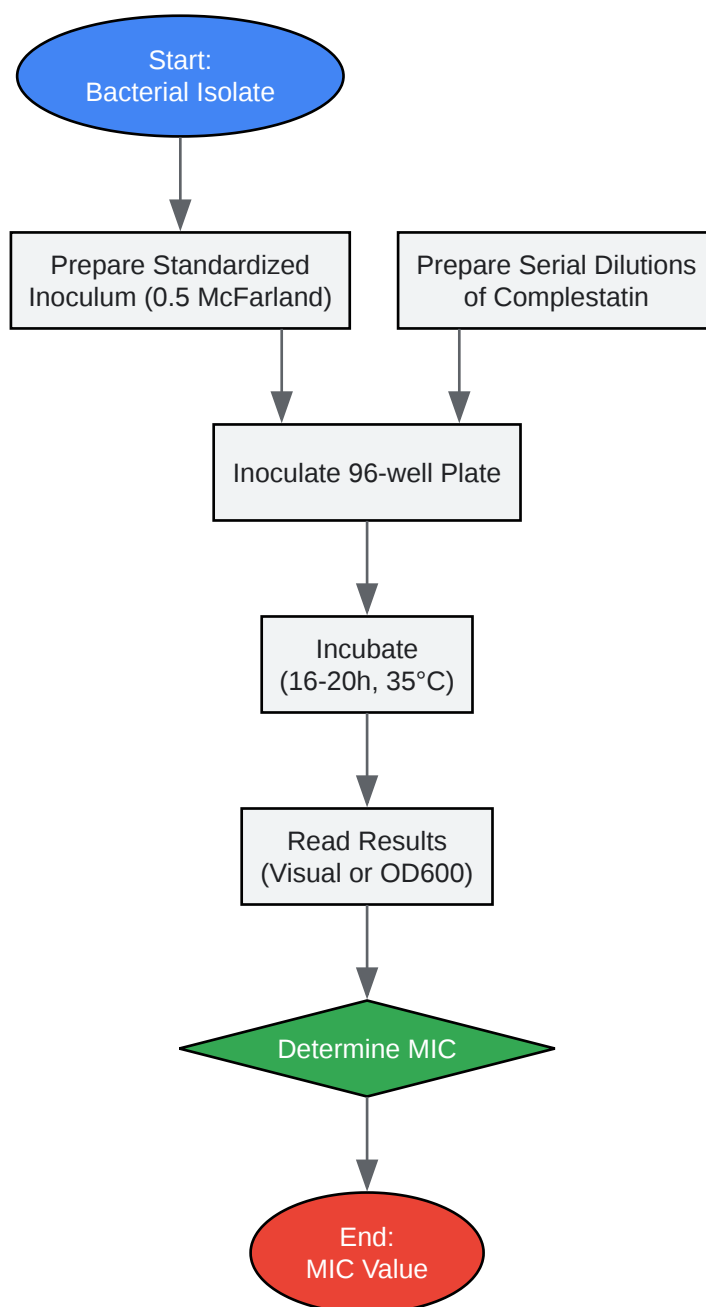 Start:
Bacterial Isolate
Prepare Standardized
Inoculum (0.5 McFarland)
Prepare Serial Dilutions
of Complestatin
Inoculate 96-well Plate
Incubate
(16-20h, 35°C)
Read Results
(Visual or OD600)
Determine MIC
End:
MIC Value